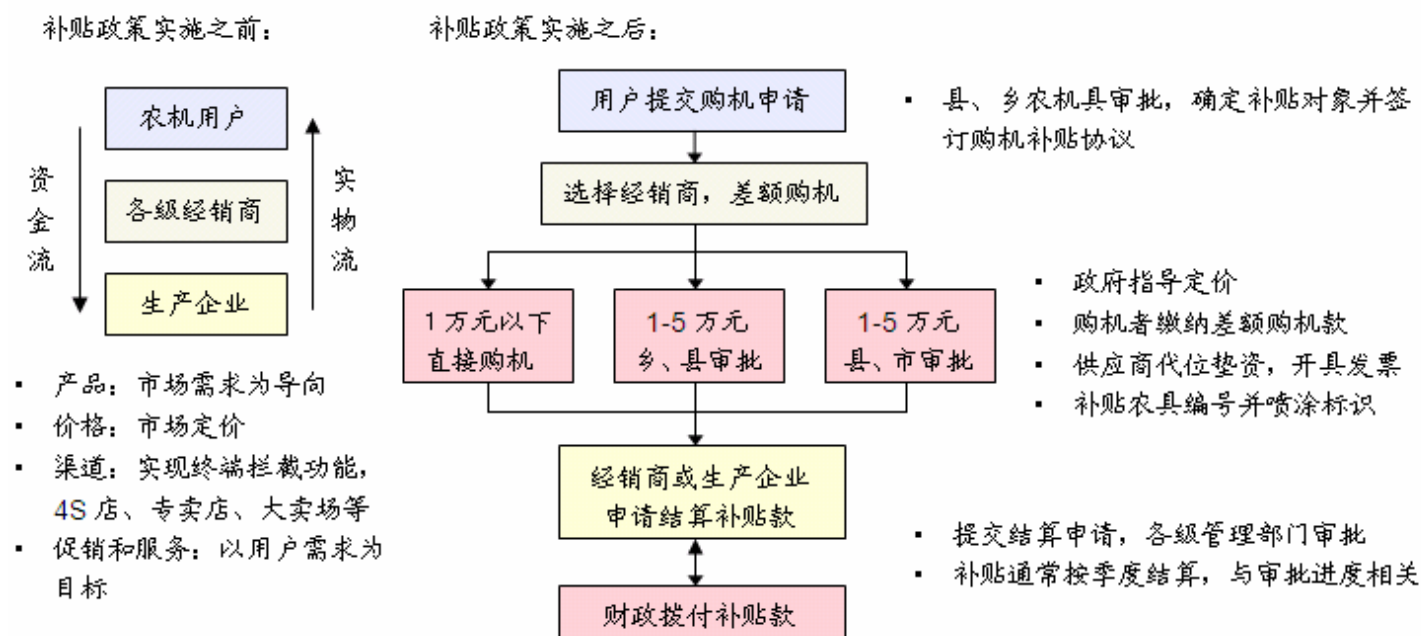 补贴政策实施之前：
农机用户
各级经销商
生产企业
资
金
流
实
物
流
▪ 产品：市场需求为导向
▪ 价格：市场定价
▪ 渠道：实现终端拦截功能，
4S 店、专卖店、大卖场等
▪ 促销和服务：以用户需求为
目标
补贴政策实施之后：
用户提交购机申请
▪ 县、乡农机具审批，确定补贴对象并签
订购机补贴协议
选择经销商，差额购机
1 万元以下
直接购机
1-5 万元
乡、县审批
1-5 万元
县、市审批
▪ 政府指导定价
▪ 购机者缴纳差额购机款
▪ 供应商代位垫资，开具发票
▪ 补贴农具编号并喷涂标识
经销商或生产企业
申请结算补贴款
▪ 提交结算申请，各级管理部门审批
▪ 补贴通常按季度结算，与审批进度相关
财政拨付补贴款